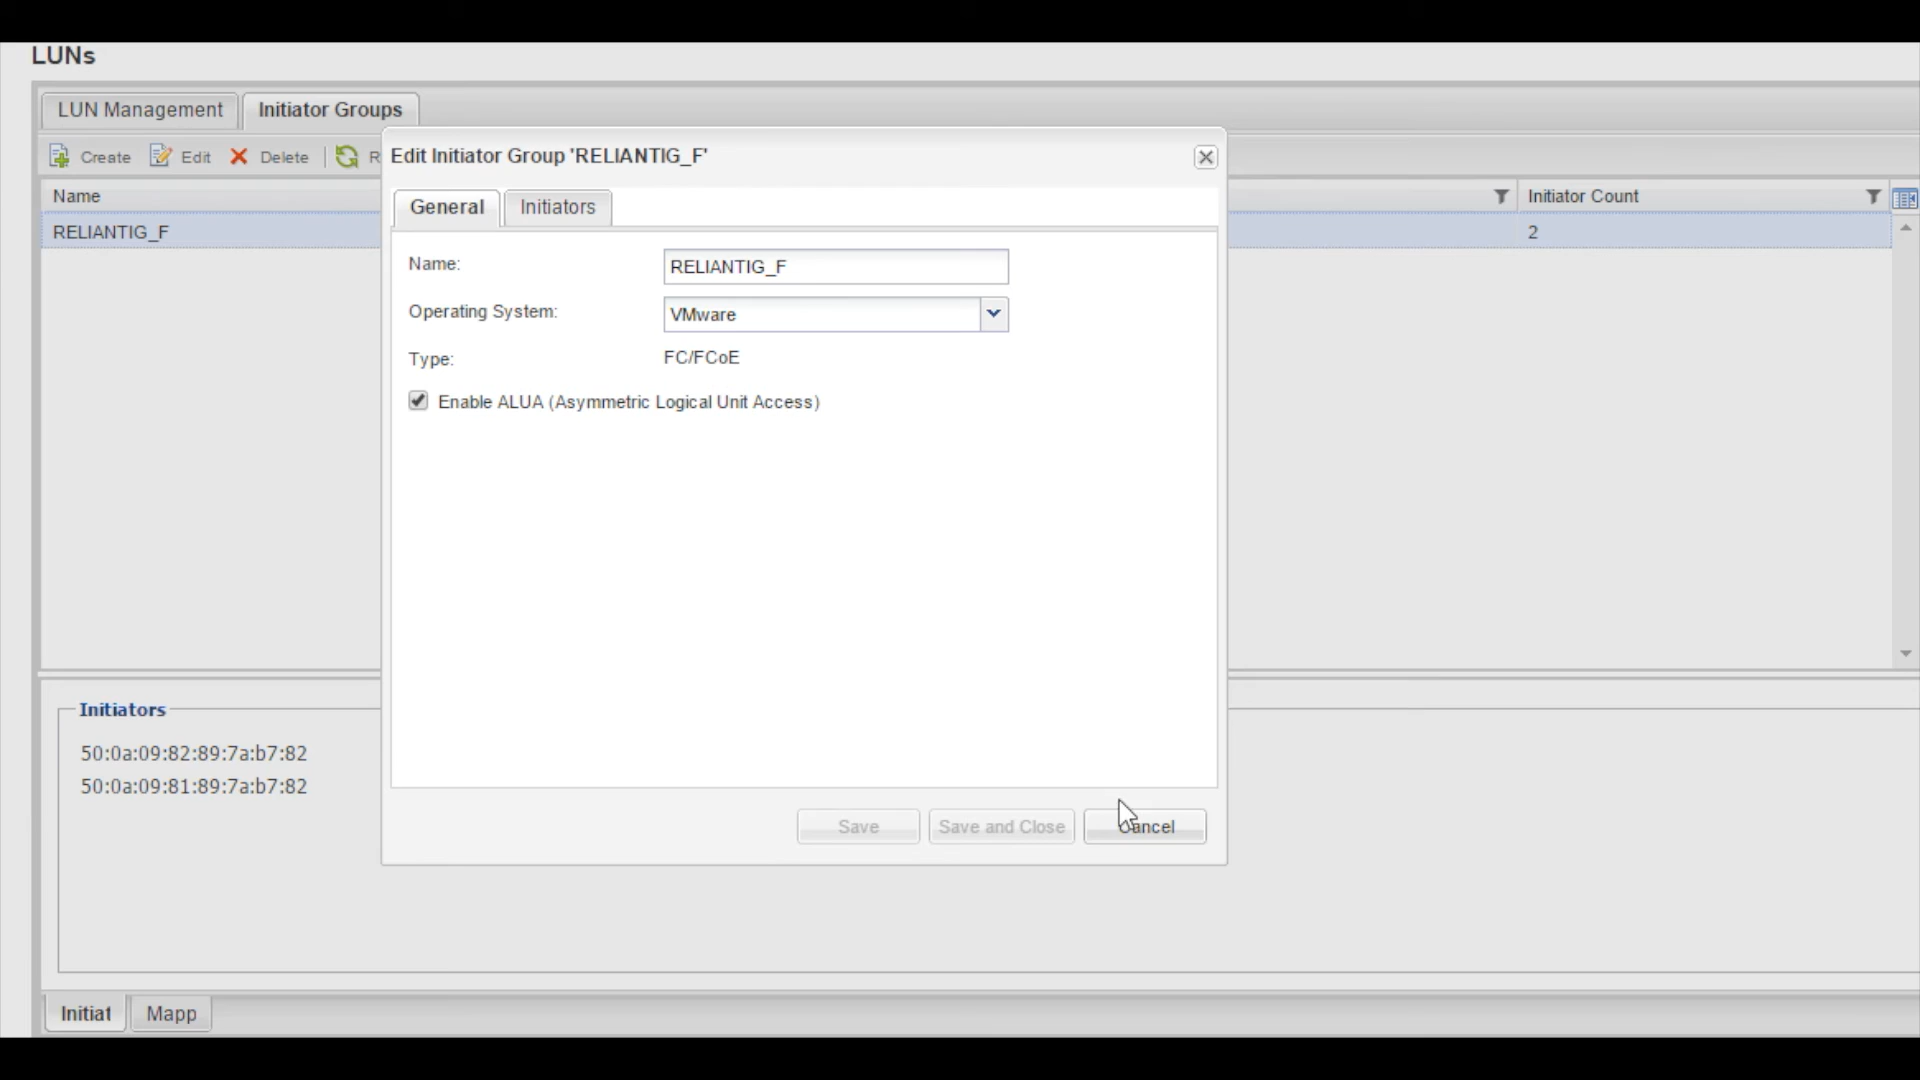 LUNs
LUN Management
Initiator Groups
Create
Edit
Delete
R
Name
Initiator Count
RELIANTIG_F
2
Edit Initiator Group 'RELIANTIG_F'
General
Initiators
Name:
RELIANTIG_F
Operating System:
VMware
Type:
FC/FCoE
Enable ALUA (Asymmetric Logical Unit Access)
Save
Save and Close
Cancel
Initiators
50:0a:09:82:89:7a:b7:82
50:0a:09:81:89:7a:b7:82
Initiat
Mapp